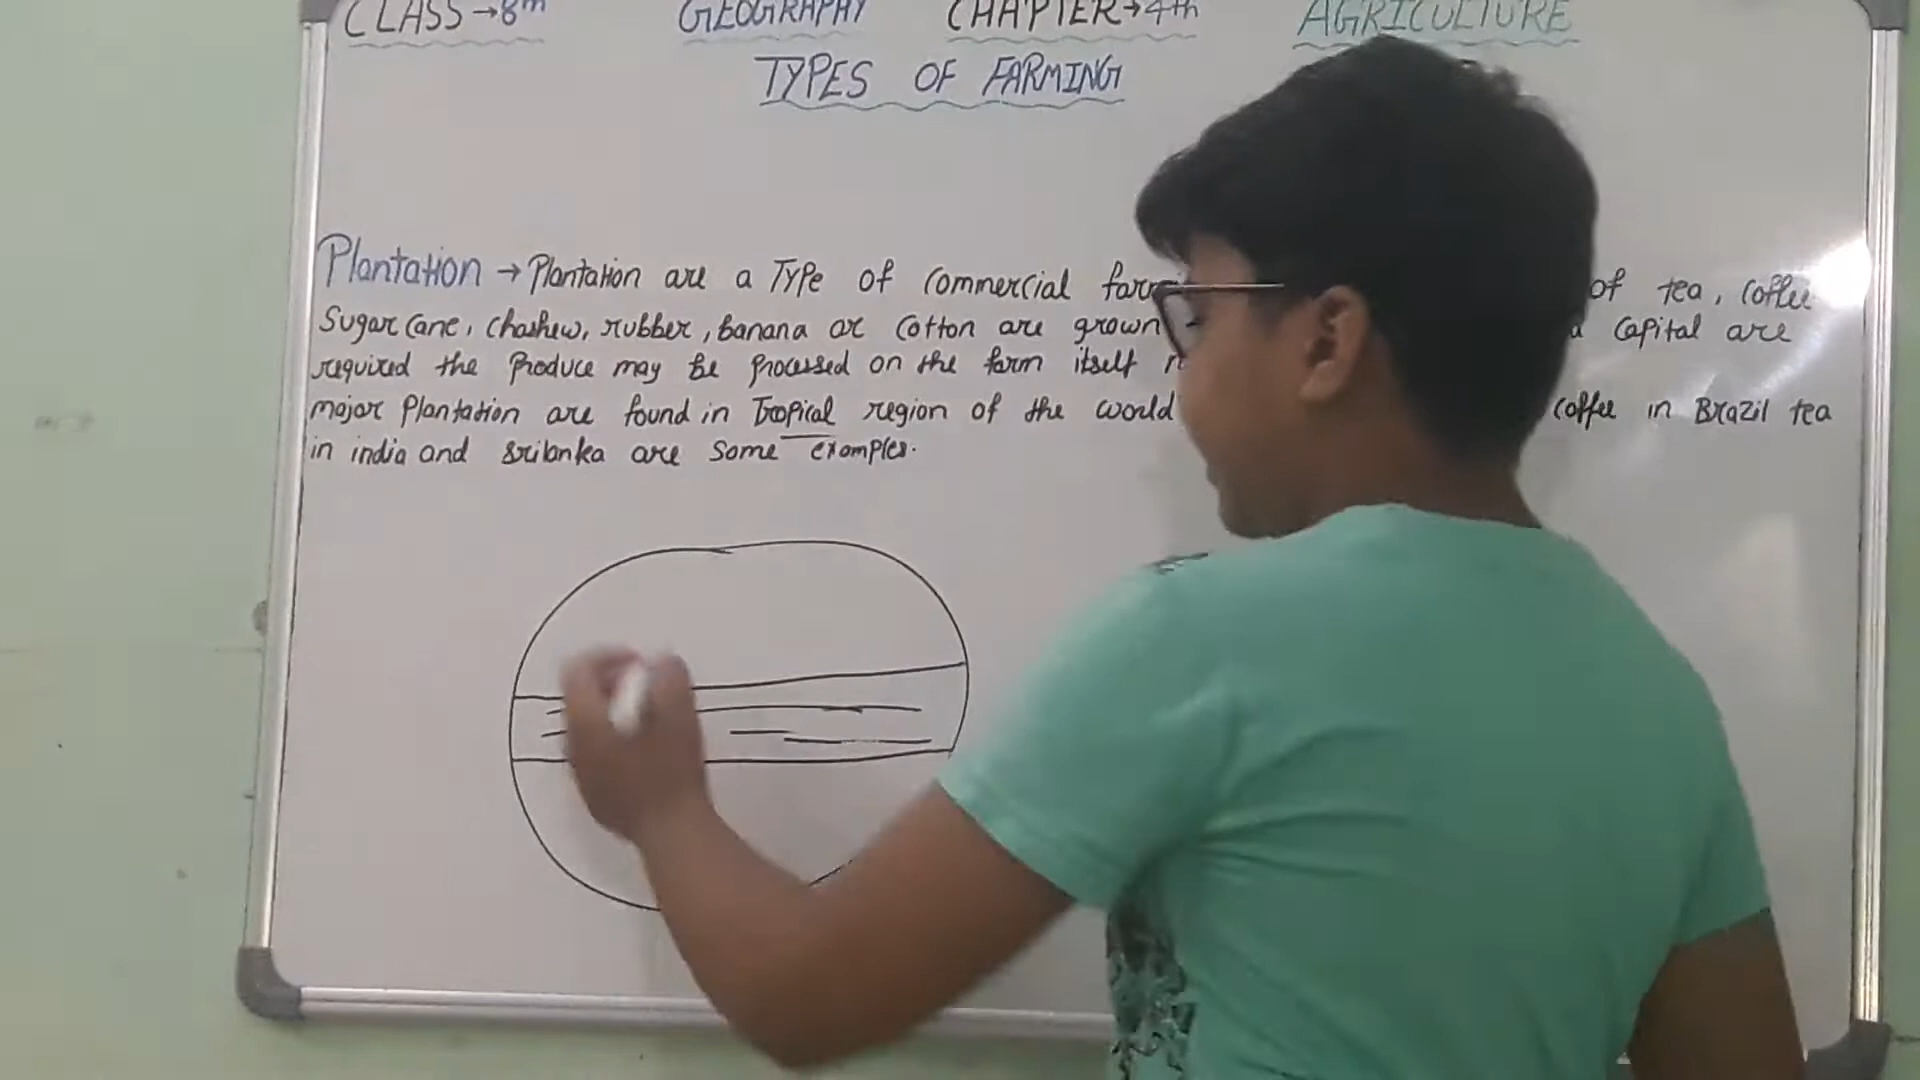 CLASS→8th GEOGRAPHY CHAPTER→4th AGRICULTURE
TYPES OF FARMING
Plantation → Plantation are a Type of Commercial of tea, Coffee
Sugar cane, Chashew, rubber, banana or Cotton are grown Capital are
required the Produce may be Processed on the farm itself
major Plantation are found in Tropical region of the world Coffee in Brazil tea
in india and srilanka are some examples.